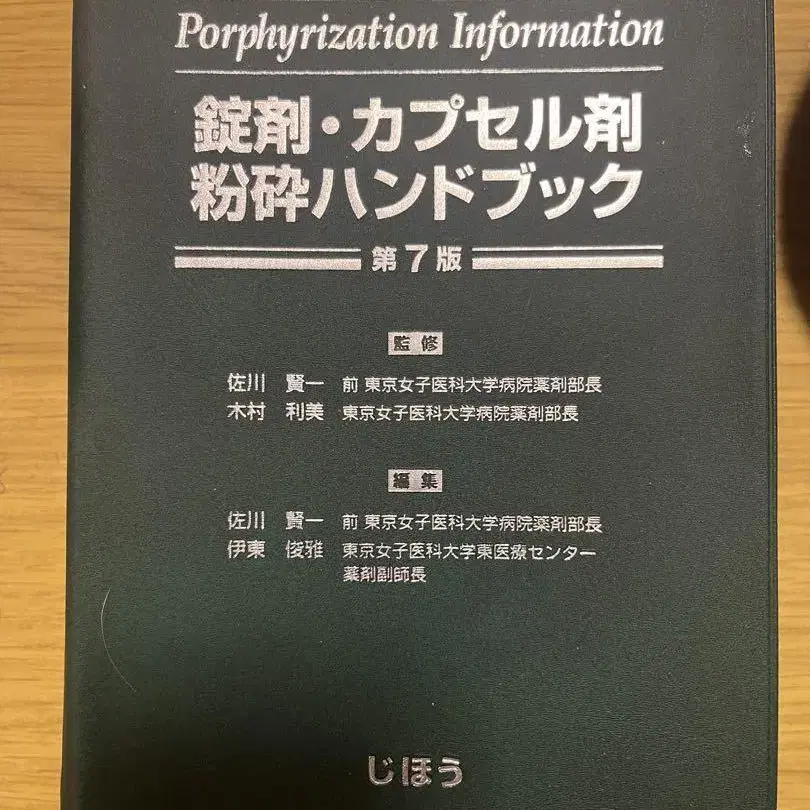 Porphyrization Information
錠剤・カプセル剤
粉砕ハンドブック
第7版
監修
佐川 賢一 前 東京女子医科大学病院薬剤部長
木村 利美 東京女子医科大学病院薬剤部長
編集
佐川 賢一 前 東京女子医科大学病院薬剤部長
伊東 俊雅 東京女子医科大学東医療センター
薬剤副師長
じほう